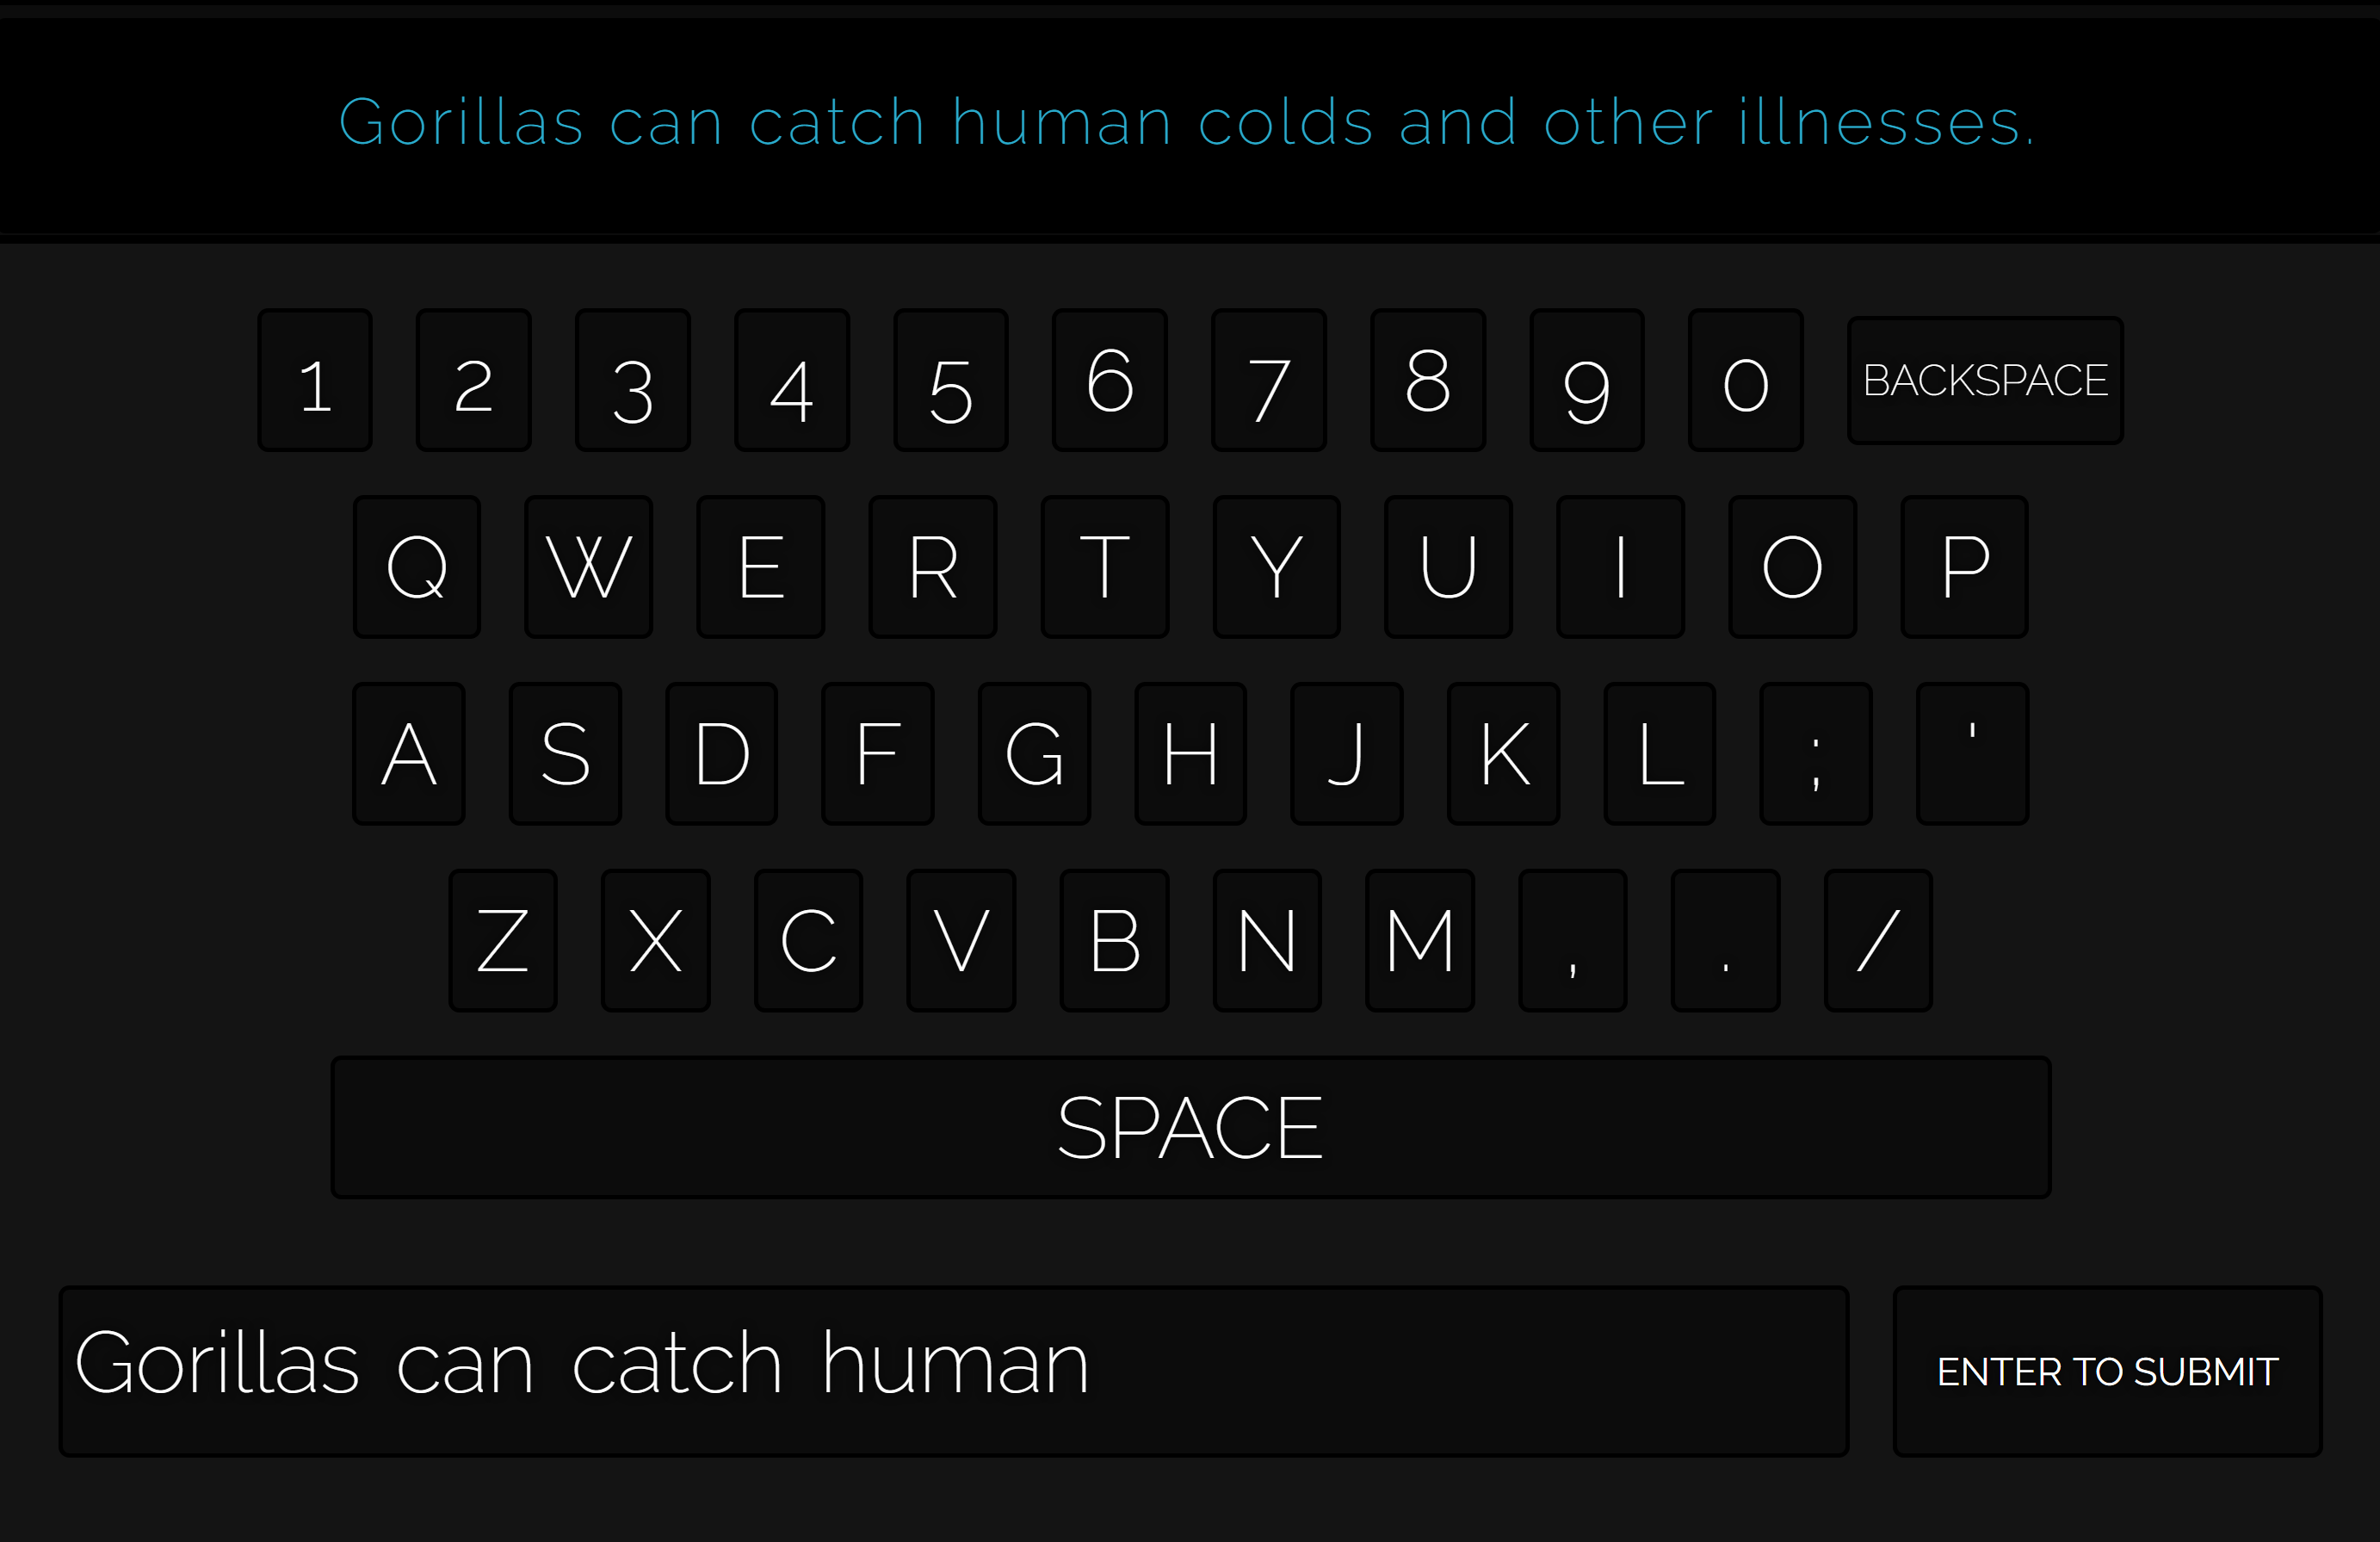 Gorillas can catch human colds and other illnesses.
1 2 3 4 5 6 7 8 9 0 BACKSPACE
Q W E R T Y U I O P
A S D F G H J K L ; '
Z X C V B N M , . /
SPACE
Gorillas can catch human
ENTER TO SUBMIT